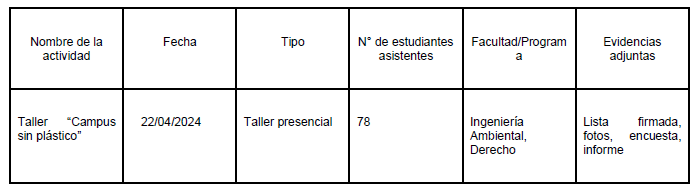 Nombre de la
actividad
Fecha
Tipo
N° de estudiantes
asistentes
Facultad/Program
a
Evidencias
adjuntas
Taller “Campus
sin plástico”
22/04/2024
Taller presencial
78
Ingeniería
Ambiental,
Derecho
Lista firmada,
fotos, encuesta,
informe